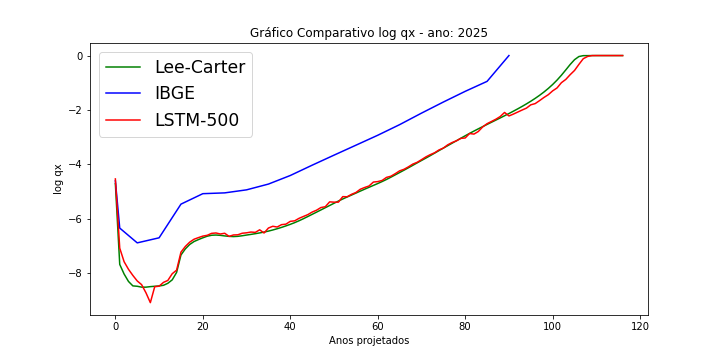 Gráfico Comparativo log qx - ano: 2025
Lee-Carter
IBGE
LSTM-500
log qx
0
−2
−4
−6
−8
0 20 40 60 80 100 120
Anos projetados